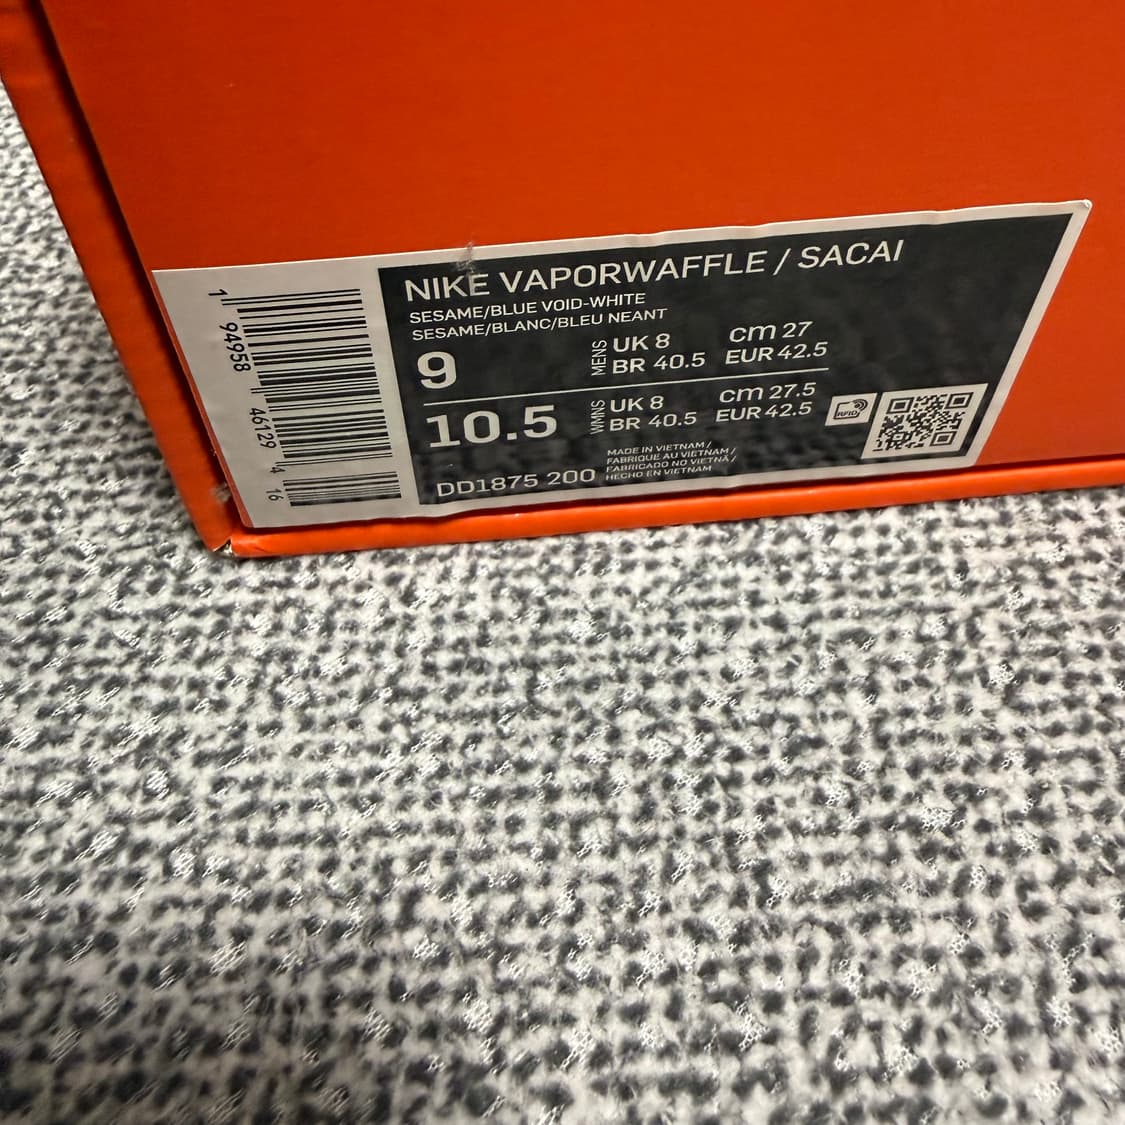 NIKE VAPORWAFFLE / SACAI
SESAME/BLUE VOID-WHITE
SESAME/BLANC/BLEU NEANT
9
MENS
UK 8
cm 27
BR 40.5
EUR 42.5
10.5
WMNS
UK 8
cm 27.5
BR 40.5
EUR 42.5
RFID
MADE IN VIETNAM /
FABRIQUE AU VIETNAM /
FABRICADO NO VIETNÃ /
HECHO EN VIETNAM
DD1875 200
1 94958 46129 4 16